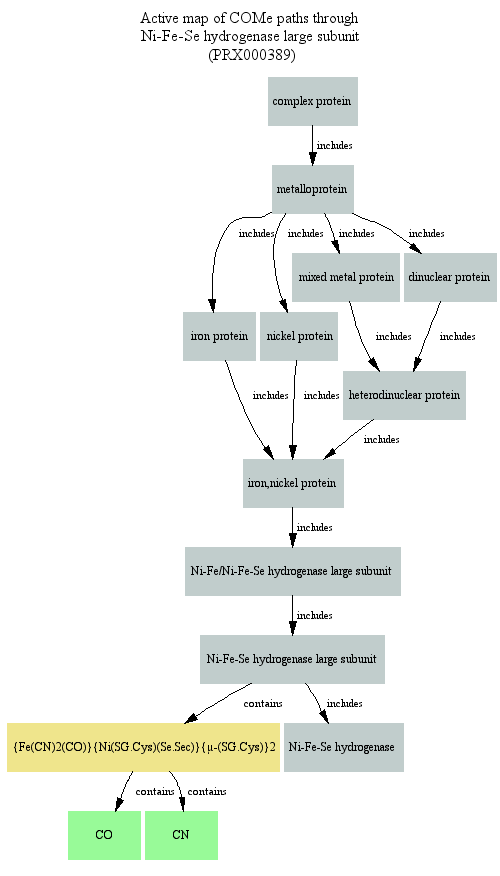 Active map of COMe paths through
Ni-Fe-Se hydrogenase large subunit
(PRX000389)
complex protein
includes
metalloprotein
includes
includes
includes
includes
mixed metal protein
dinuclear protein
iron protein
nickel protein
includes
includes
heterodinuclear protein
includes
includes
includes
iron,nickel protein
includes
Ni-Fe/Ni-Fe-Se hydrogenase large subunit
includes
Ni-Fe-Se hydrogenase large subunit
contains
includes
{Fe(CN)2(CO)}{Ni(SG.Cys)(Se.Sec)}{μ-(SG.Cys)}2
Ni-Fe-Se hydrogenase
contains
contains
CO
CN